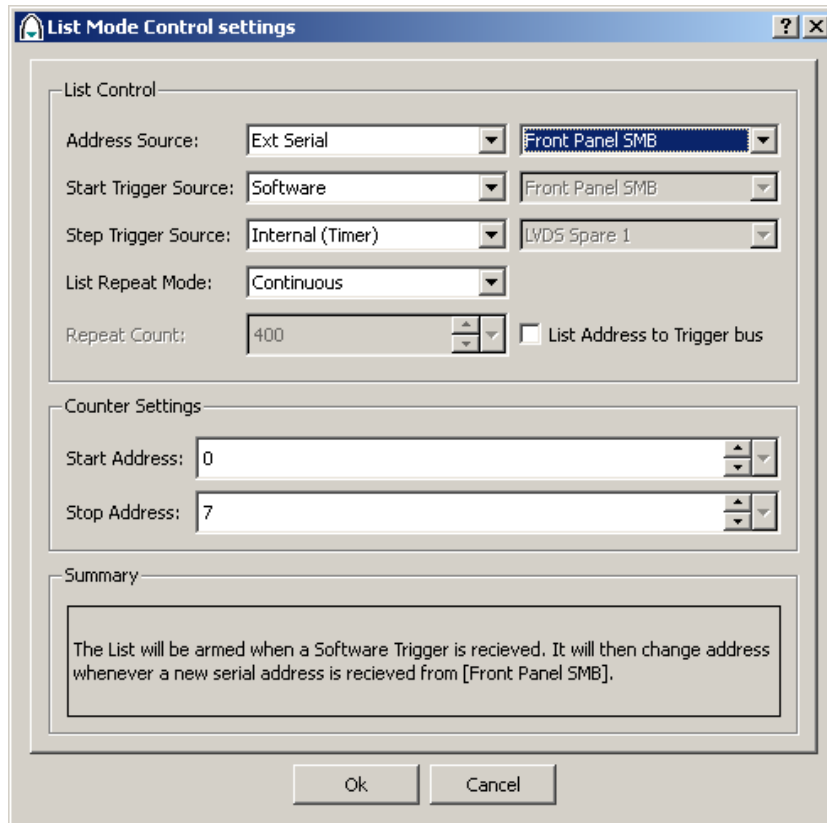 List Mode Control settings
List Control
Address Source: Ext Serial Front Panel SMB
Start Trigger Source: Software Front Panel SMB
Step Trigger Source: Internal (Timer) LVDS Spare 1
List Repeat Mode: Continuous
Repeat Count: 400 List Address to Trigger bus
Counter Settings
Start Address: 0
Stop Address: 7
Summary
The List will be armed when a Software Trigger is recieved. It will then change address
whenever a new serial address is recieved from [Front Panel SMB].
Ok Cancel